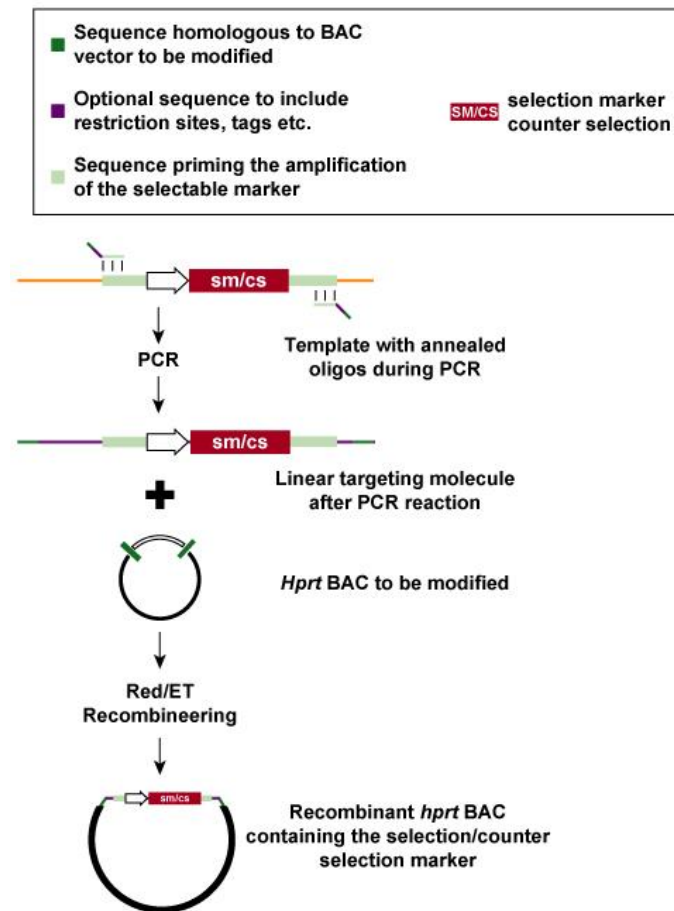 Sequence homologous to BAC
vector to be modified
Optional sequence to include
restriction sites, tags etc.
Sequence priming the amplification
of the selectable marker
SM/CS
selection marker
counter selection
sm/cs
PCR
Template with annealed
oligos during PCR
sm/cs
Linear targeting molecule
after PCR reaction
Hprt BAC to be modified
Red/ET
Recombineering
sm/cs
Recombinant hprt BAC
containing the selection/counter
selection marker